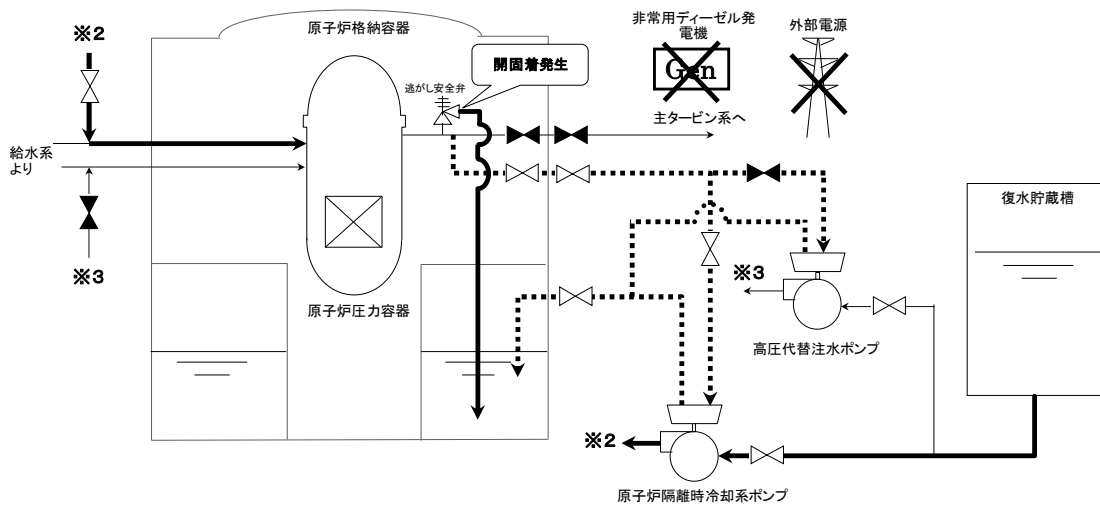 ※2
原子炉格納容器
非常用ディーゼル発
電機
外部電源
開固着発生
逃がし安全弁
Gen
主タービン系へ
給水系
より
復水貯蔵槽
※3
※3
原子炉圧力容器
高圧代替注水ポンプ
※2
原子炉隔離時冷却系ポンプ